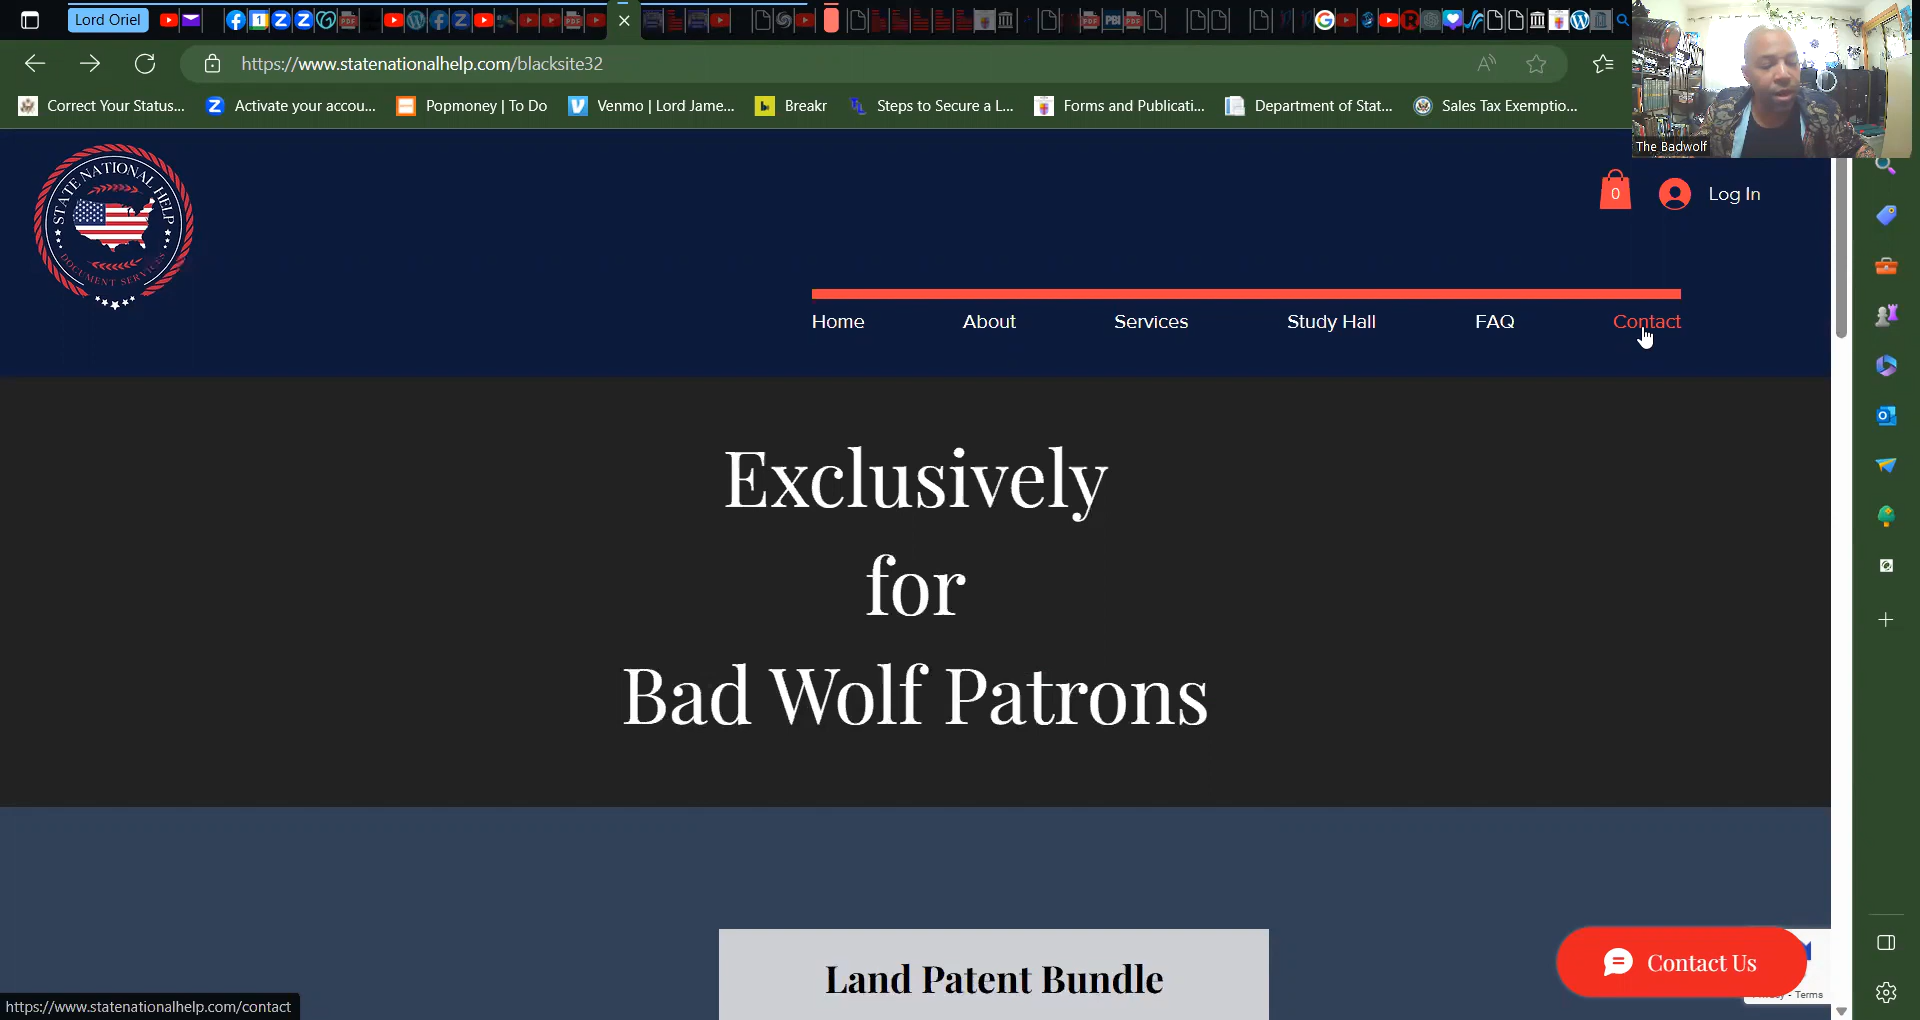 Lord Oriel
https://www.statenationalhelp.com/blacksite32
Correct Your Status...
Activate your accou...
Popmoney | To Do
Venmo | Lord Jame...
Breakr
Steps to Secure a L...
Forms and Publicati...
Department of Stat...
Sales Tax Exemptio...
The Badwolf
STATE NATIONAL HELP
DOCUMENT SERVICES
0
Log In
Home
About
Services
Study Hall
FAQ
Contact
Exclusively
for
Bad Wolf Patrons
Land Patent Bundle
Contact Us
- Terms
https://www.statenationalhelp.com/contact